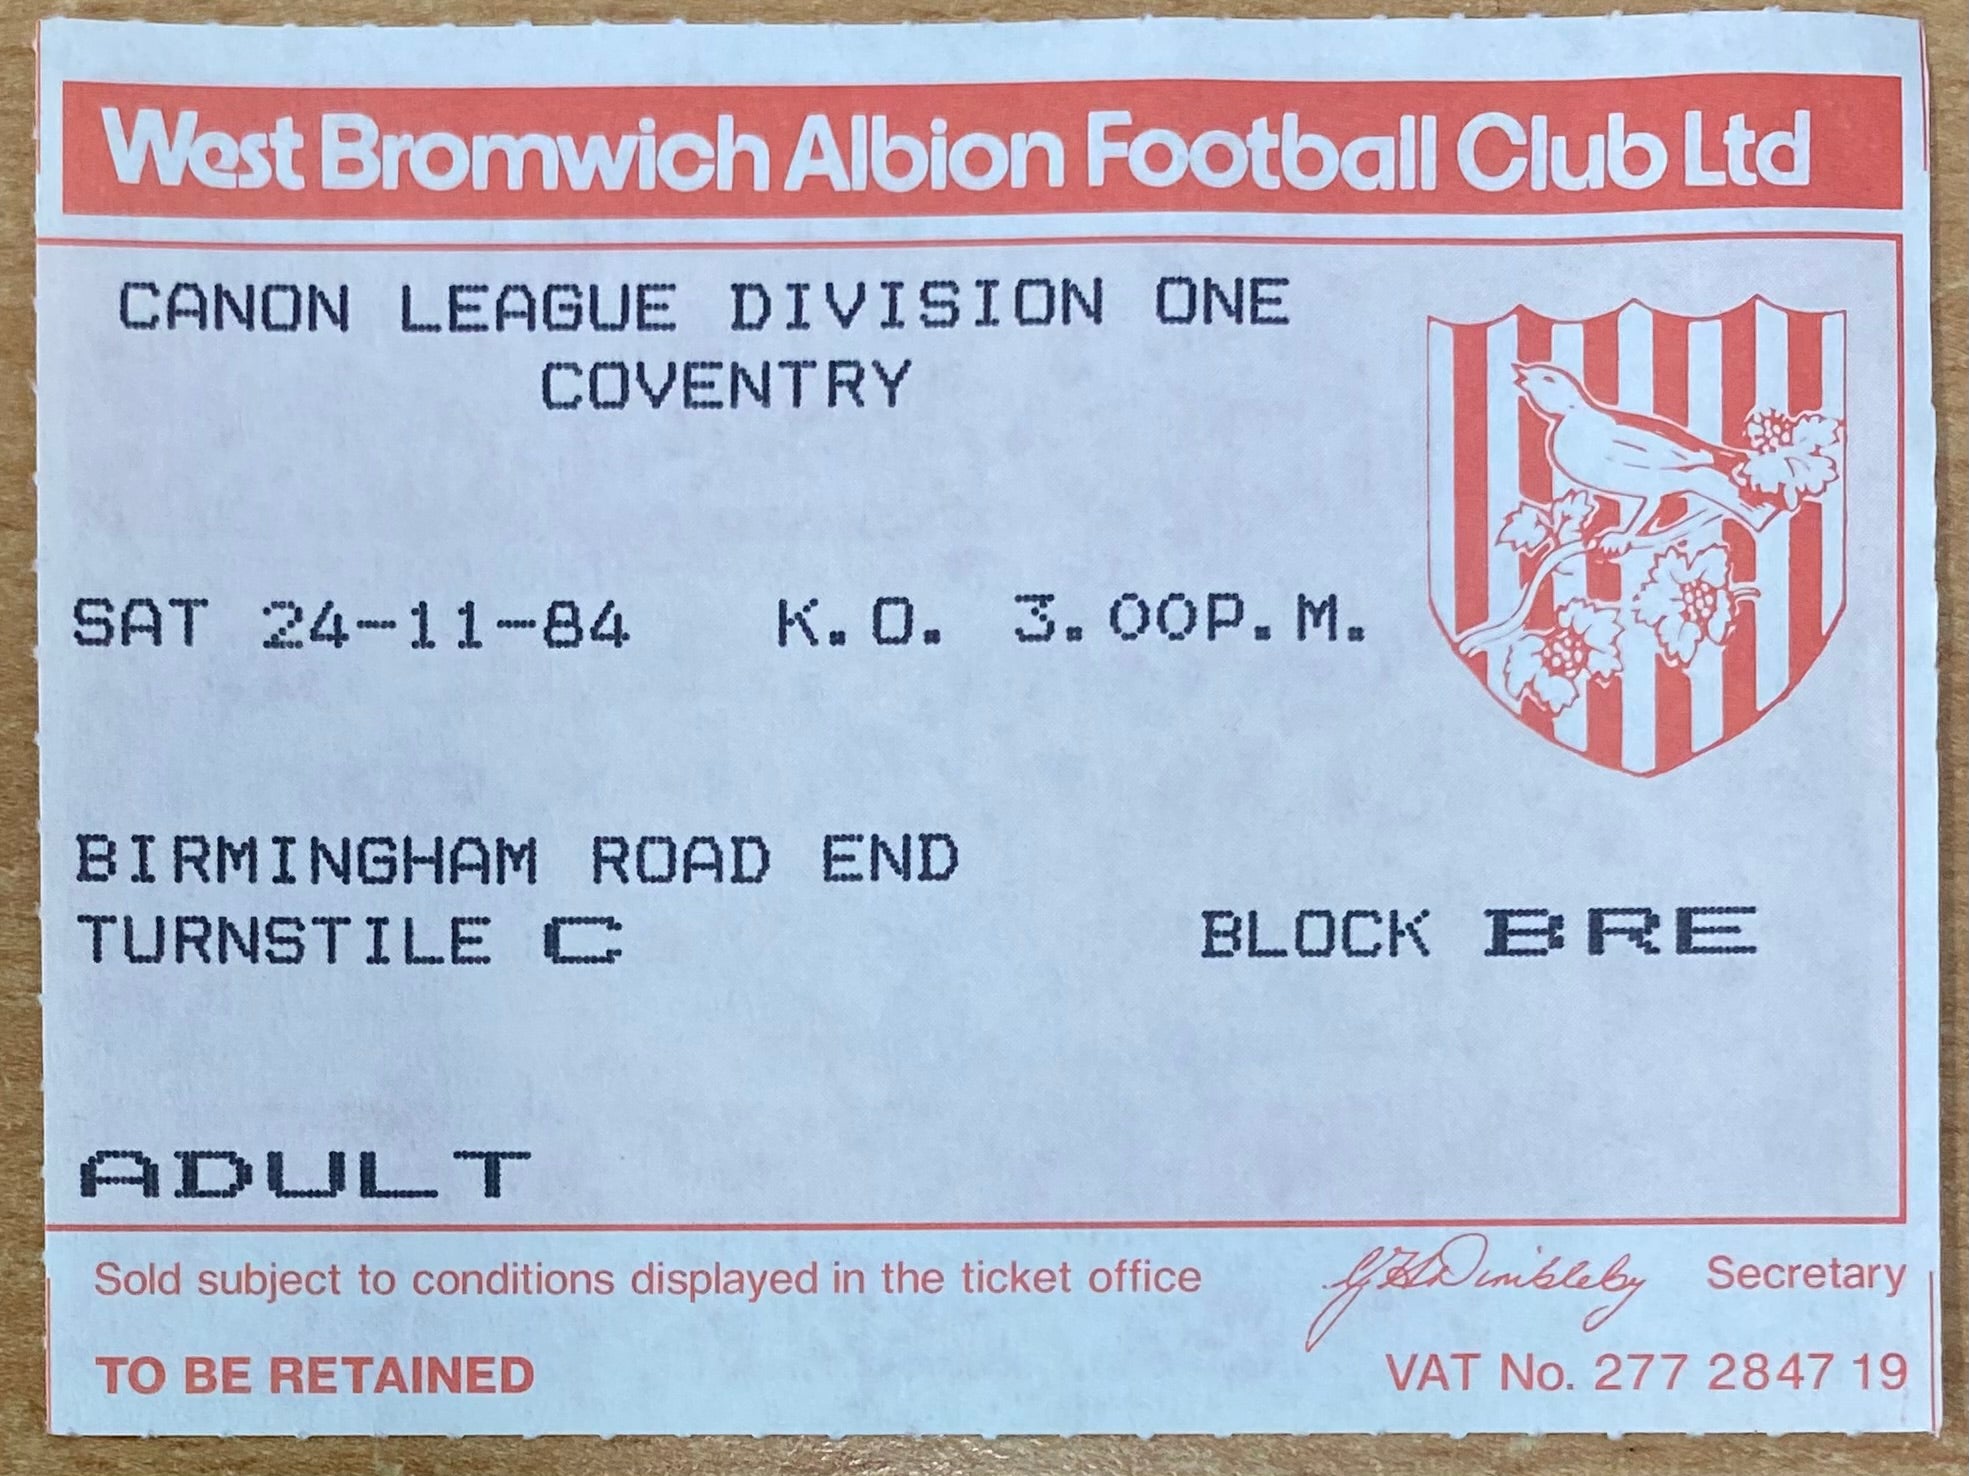 West Bromwich Albion Football Club Ltd
CANON LEAGUE DIVISION ONE
COVENTRY
SAT 24-11-84 K.O. 3.00P.M.
BIRMINGHAM ROAD END
TURNSTILE C BLOCK BRE
ADULT
Sold subject to conditions displayed in the ticket office Secretary
TO BE RETAINED VAT No. 277 2847 19